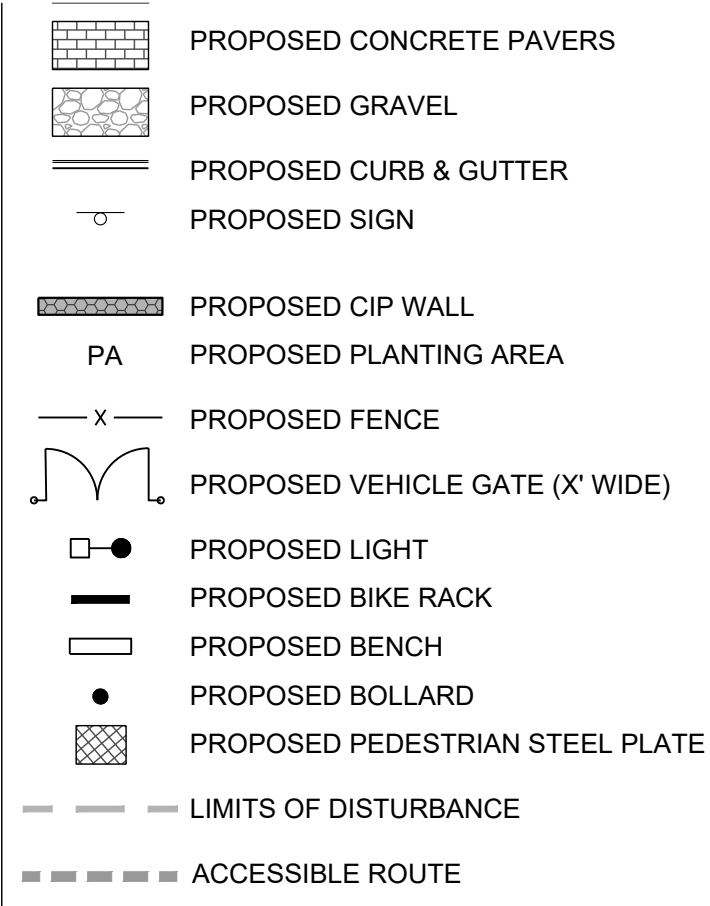 PROPOSED CONCRETE PAVERS
PROPOSED GRAVEL
PROPOSED CURB & GUTTER
PROPOSED SIGN
PROPOSED CIP WALL
PA PROPOSED PLANTING AREA
X PROPOSED FENCE
PROPOSED VEHICLE GATE (X' WIDE)
PROPOSED LIGHT
PROPOSED BIKE RACK
PROPOSED BENCH
PROPOSED BOLLARD
PROPOSED PEDESTRIAN STEEL PLATE
LIMITS OF DISTURBANCE
ACCESSIBLE ROUTE